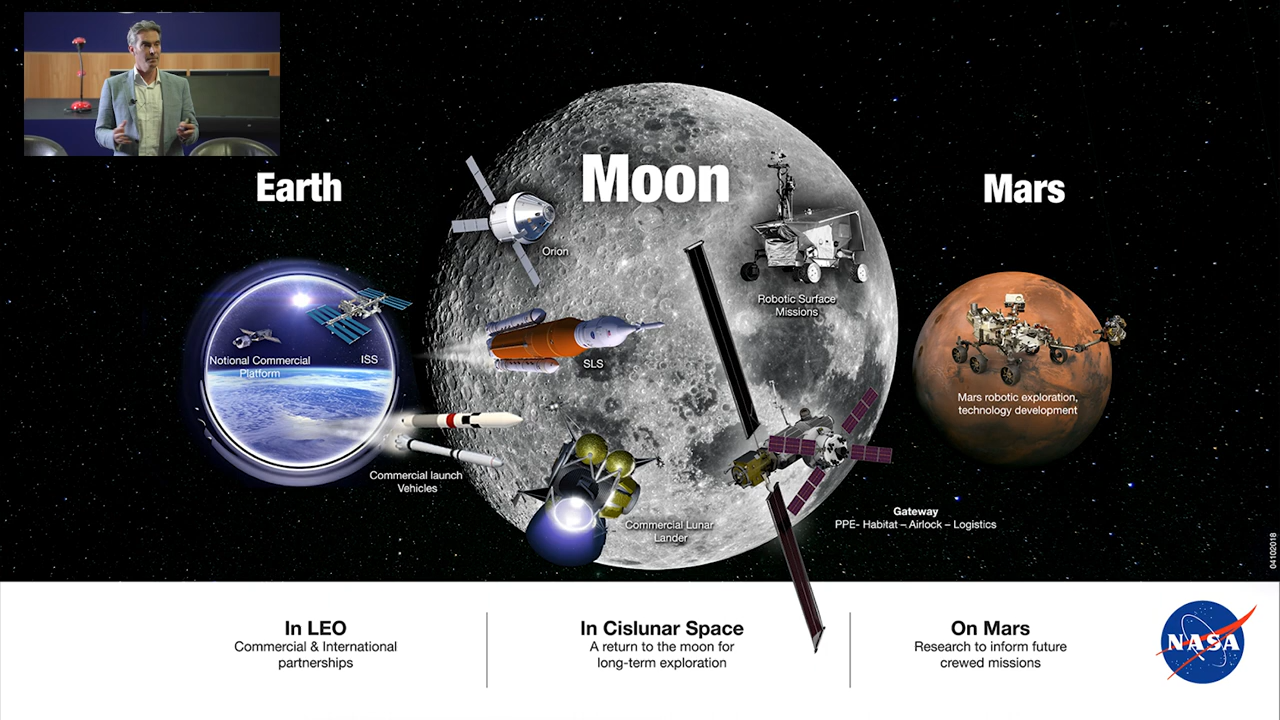 Earth
Moon
Mars
Orion
Robotic Surface
Missions
Notional Commercial
Platform
ISS
SLS
Mars robotic exploration,
technology development
Commercial launch
Vehicles
Commercial Lunar
Lander
Gateway
PPE- Habitat – Airlock – Logistics
04102018
In LEO
Commercial & International
partnerships
In Cislunar Space
A return to the moon for
long-term exploration
On Mars
Research to inform future
crewed missions
NASA